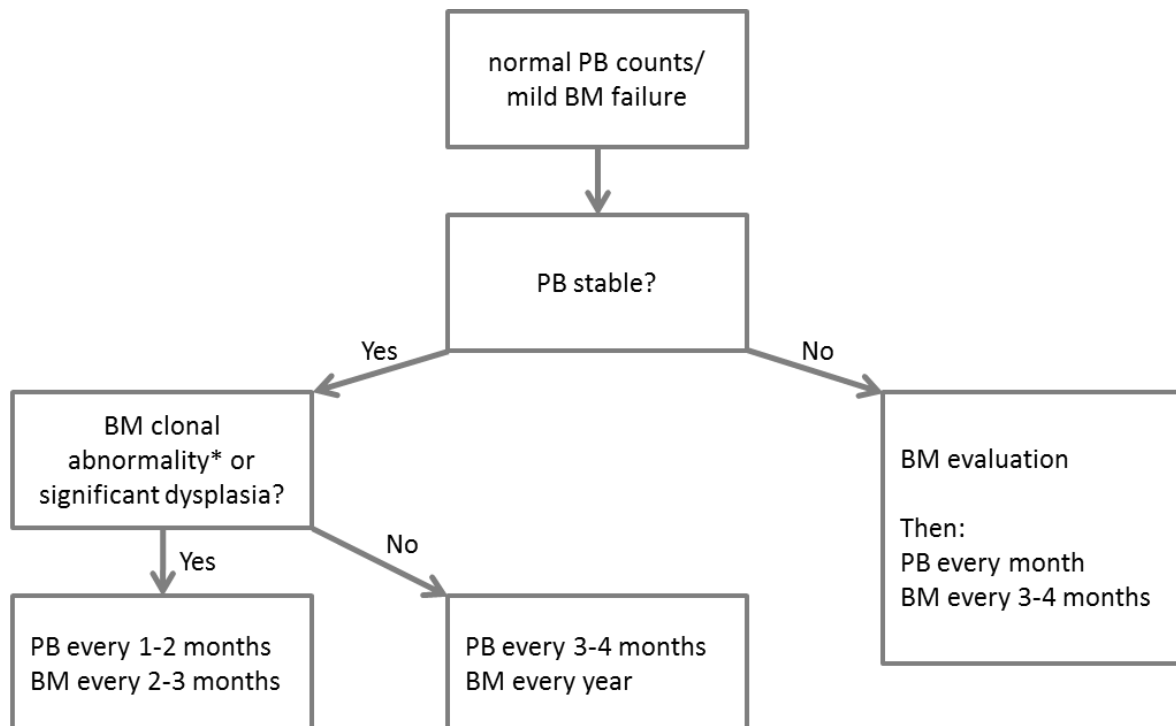 normal PB counts/
mild BM failure
PB stable?
Yes
No
BM clonal
abnormality* or
significant dysplasia?
BM evaluation
Then:
PB every month
BM every 3-4 months
Yes
No
PB every 1-2 months
BM every 2-3 months
PB every 3-4 months
BM every year